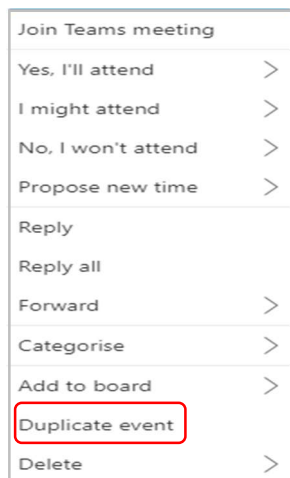 Join Teams meeting
Yes, I'll attend
I might attend
No, I won't attend
Propose new time
Reply
Reply all
Forward
Categorise
Add to board
Duplicate event
Delete